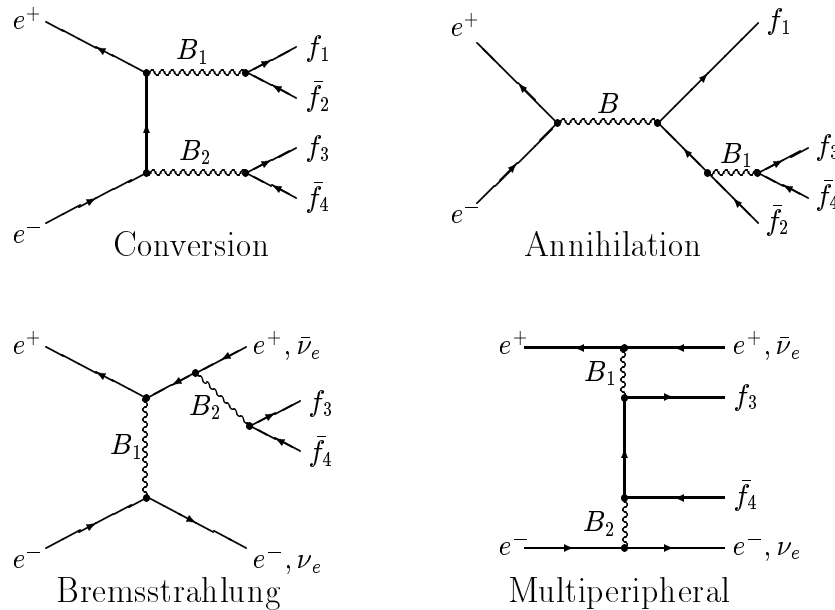 e⁺
B₁
f₁
f̄₂
B₂
f₃
f̄₄
e⁻
Conversion
e⁺
B
f₁
B₁
f₃
f̄₄
f̄₂
e⁻
Annihilation
e⁺
e⁺, ν̄ₑ
B₂
f₃
f̄₄
B₁
e⁻
e⁻, νₑ
Bremsstrahlung
e⁺
e⁺, ν̄ₑ
B₁
f₃
f̄₄
B₂
e⁻
e⁻, νₑ
Multiperipheral